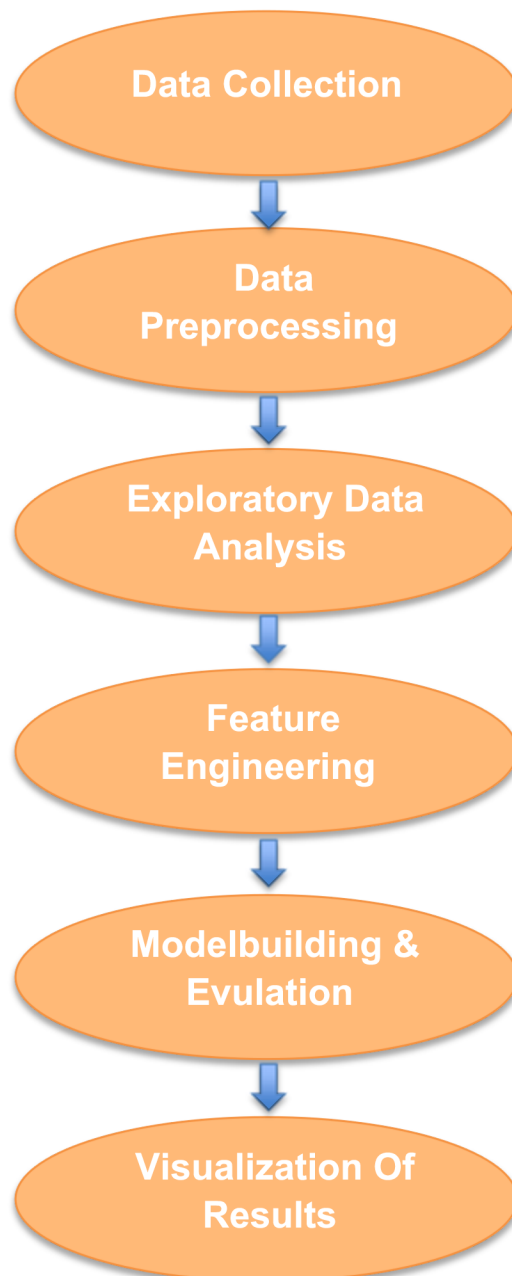 Data Collection
Data
Preprocessing
Exploratory Data
Analysis
Feature
Engineering
Modelbuilding &
Evulation
Visualization Of
Results